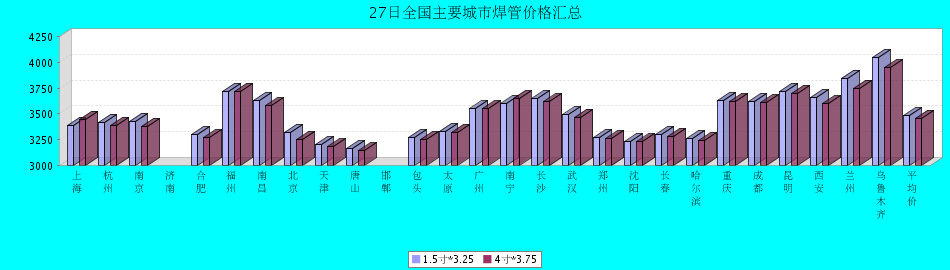 27日全国主要城市焊管价格汇总
4250
4000
3750
3500
3250
3000
上海
杭州
南京
济南
合肥
福州
南昌
北京
天津
唐山
邯郸
包头
太原
广州
南宁
长沙
武汉
郑州
沈阳
长春
哈尔滨
重庆
成都
昆明
西安
兰州
乌鲁木齐
平均价
1.5寸*3.25
4寸*3.75